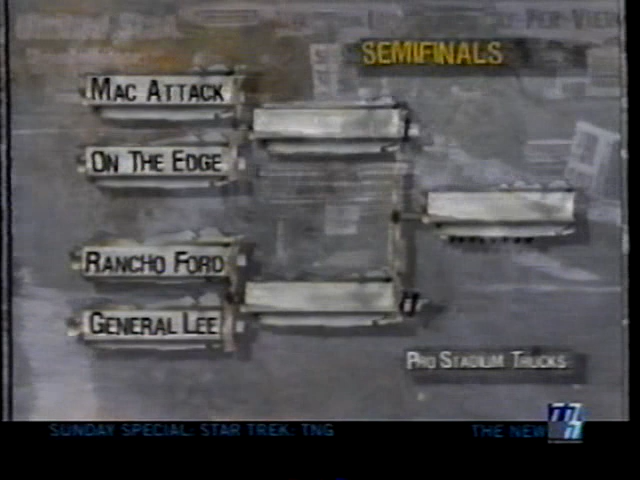 SEMIFINALS
MAC ATTACK
ON THE EDGE
RANCHO FORD
GENERAL LEE
PRO STADIUM TRUCKS
SUNDAY SPECIAL: STAR TREK: TNG
THE NEW